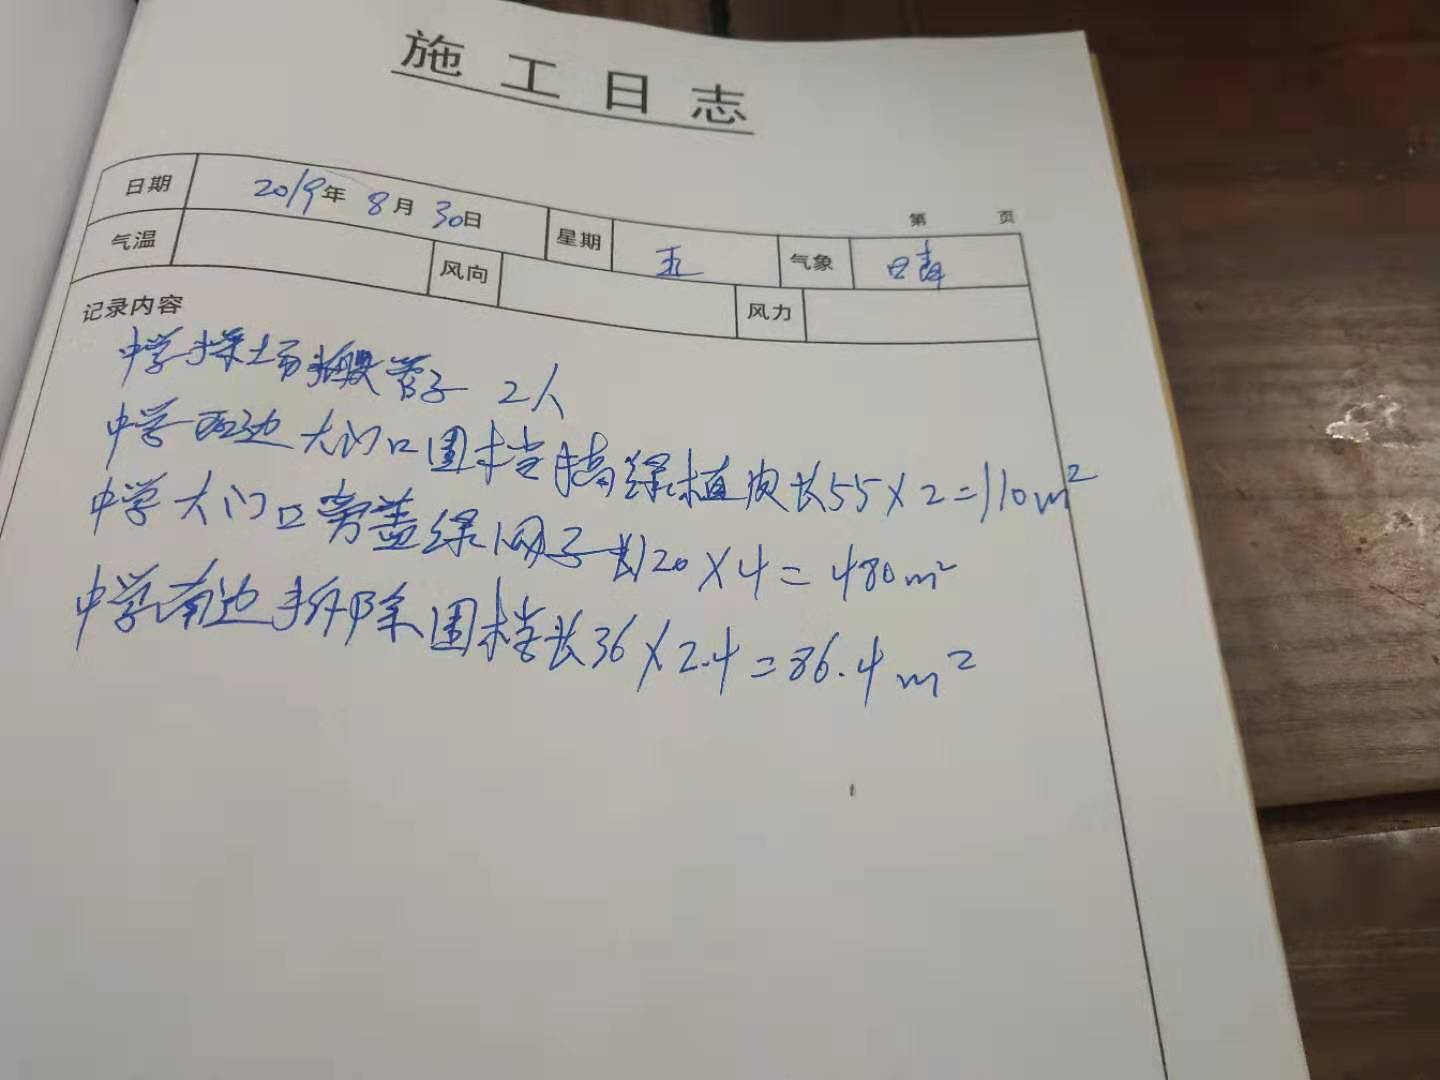 施工日志
第 页
日期 2019年 8月 30日 星期 五 气象 晴
气温 风向 风力
记录内容
中学操场搬管子 2人
中学西边大门口围档搞绿植皮长55×2=110m²
中学大门口旁盖绿网子长120×4=480m²
中学南边拆除围档长36×2.4=86.4m²